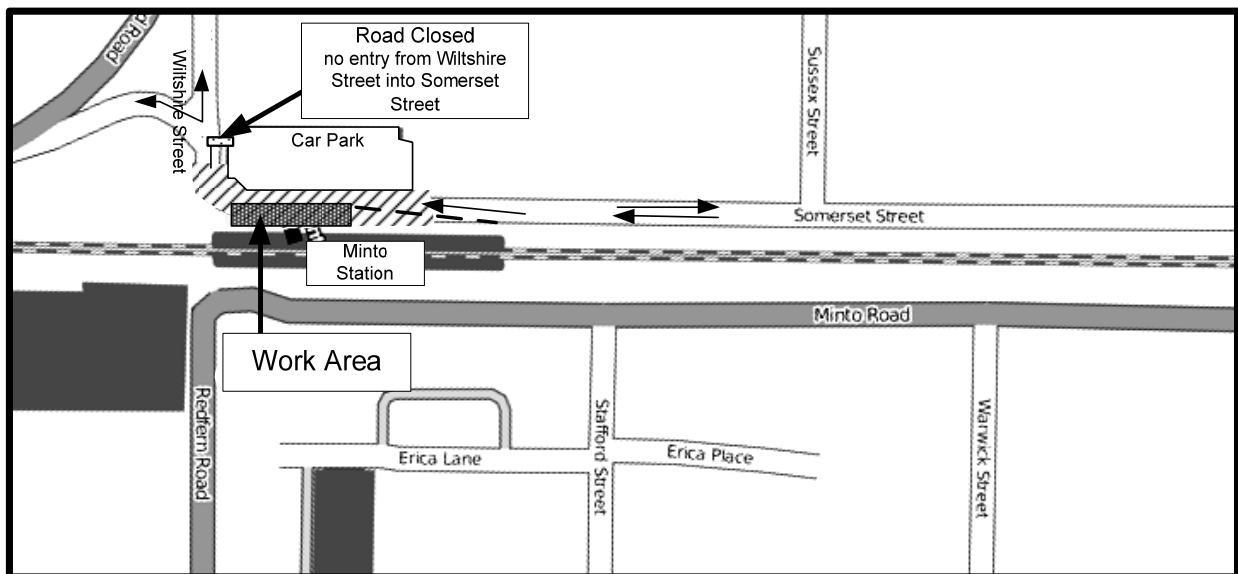 d Road
Wiltshire Street
Road Closed
no entry from Wiltshire
Street into Somerset
Street
Sussex Street
Car Park
Somerset Street
Minto
Station
Minto Road
Work Area
Redfern Road
Stafford Street
Warwick Street
Erica Lane
Erica Place